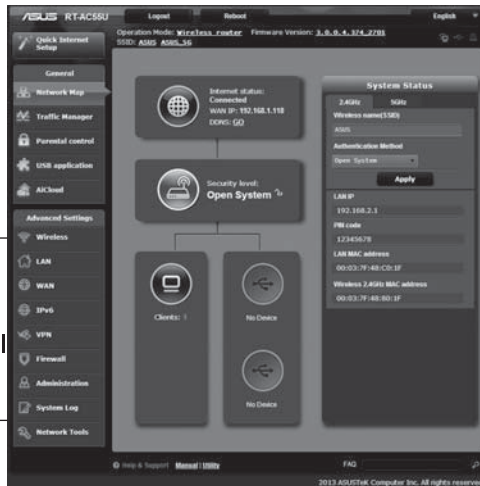 ASUS RT-AC55U Logout Reboot English
Quick Internet Setup
Operation Mode: Wireless router Firmware Version: 3.0.0.4.374_2701
SSID: ASUS ASUS_5G
General
Network Map
Traffic Manager
Parental control
USB application
AiCloud
Advanced Settings
Wireless
LAN
WAN
IPv6
VPN
Firewall
Administration
System Log
Network Tools
Internet status:
Connected
WAN IP: 192.168.1.118
DDNS: GO
Security level:
Open System
Clients: 1
No Device
No Device
System Status
2.4GHz 5GHz
Wireless name(SSID)
ASUS
Authentication Method
Open System
Apply
LAN IP
192.168.2.1
PIN code
12345678
LAN MAC address
00:03:7F:48:CD:1F
Wireless 2.4GHz MAC address
00:03:7F:48:80:1F
Help & Support Manual | Utility FAQ
2013 ASUSTeK Computer Inc. All rights reserve